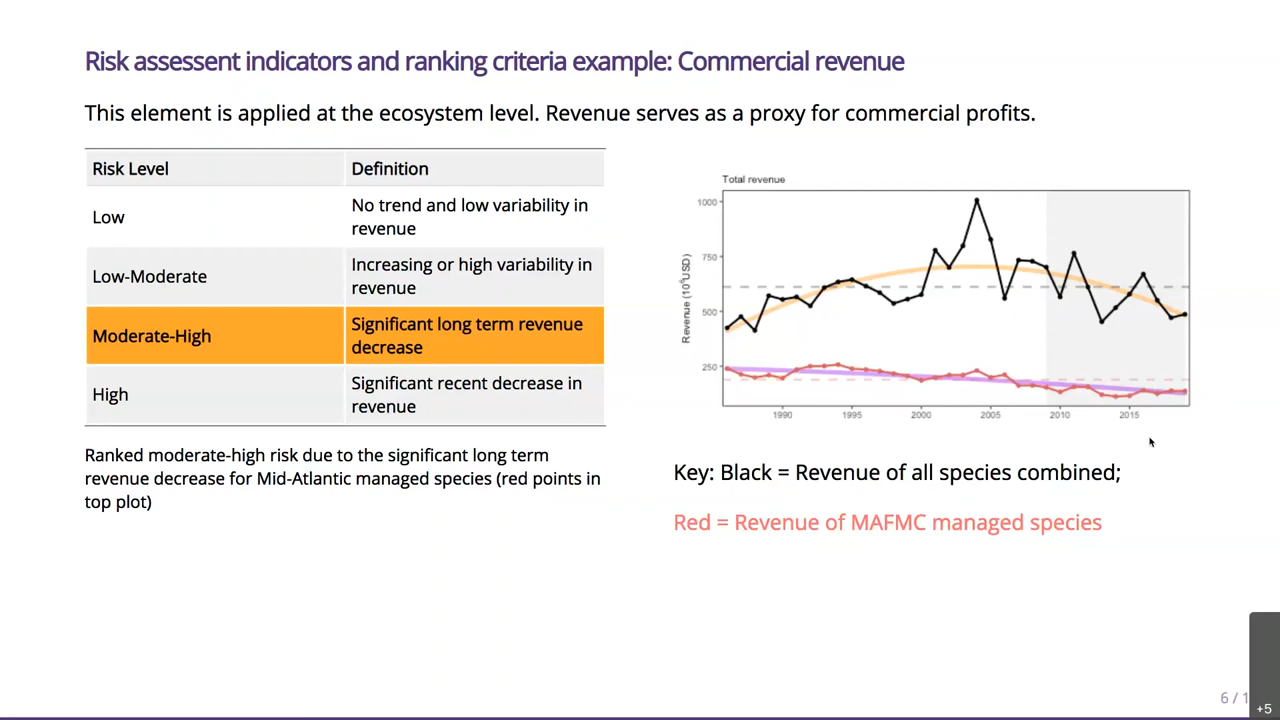 Risk assessent indicators and ranking criteria example: Commercial revenue
This element is applied at the ecosystem level. Revenue serves as a proxy for commercial profits.
Risk Level
Definition
Low
No trend and low variability in
revenue
Low-Moderate
Increasing or high variability in
revenue
Moderate-High
Significant long term revenue
decrease
High
Significant recent decrease in
revenue
Ranked moderate-high risk due to the significant long term
revenue decrease for Mid-Atlantic managed species (red points in
top plot)
Total revenue
Revenue (10⁶USD)
1000
750
500
250
1990
1995
2000
2005
2010
2015
Key: Black = Revenue of all species combined;
Red = Revenue of MAFMC managed species
6 / 1
+5